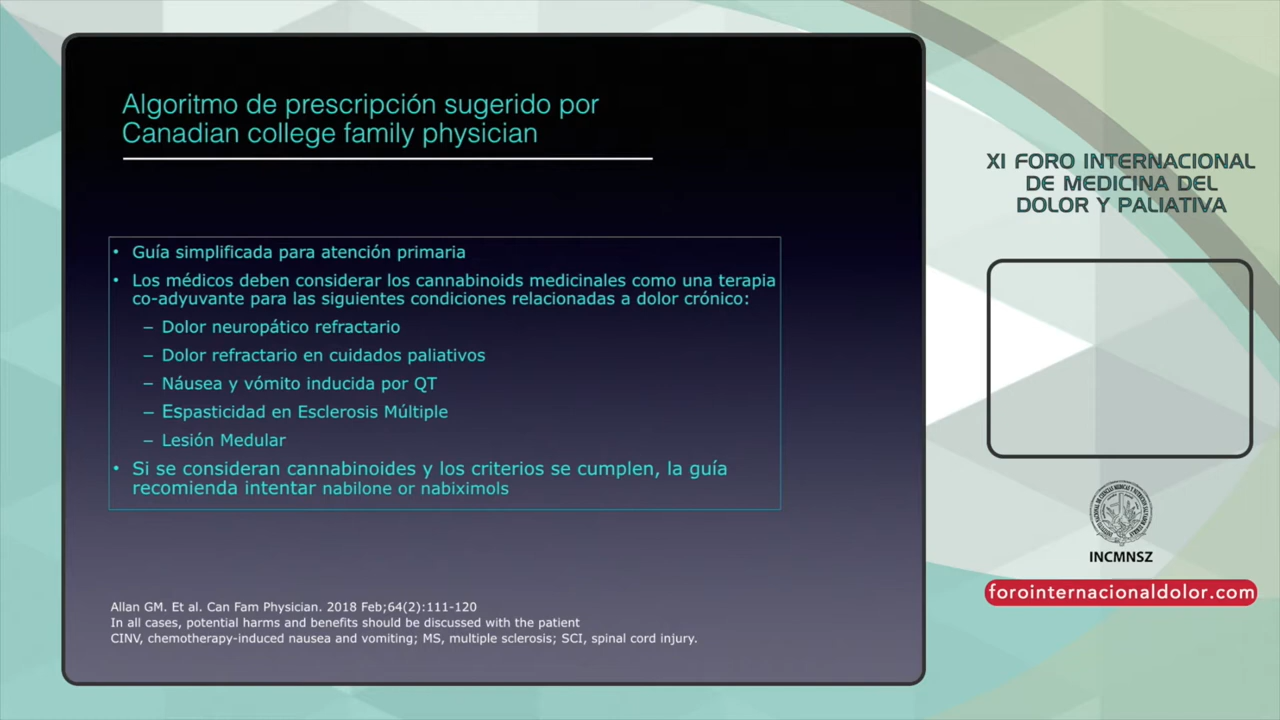 Algoritmo de prescripción sugerido por
Canadian college family physician
• Guía simplificada para atención primaria
• Los médicos deben considerar los cannabinoids medicinales como una terapia
co-adyuvante para las siguientes condiciones relacionadas a dolor crónico:
– Dolor neuropático refractario
– Dolor refractario en cuidados paliativos
– Náusea y vómito inducida por QT
– Espasticidad en Esclerosis Múltiple
– Lesión Medular
• Si se consideran cannabinoides y los criterios se cumplen, la guía
recomienda intentar nabilone or nabiximols
Allan GM. Et al. Can Fam Physician. 2018 Feb;64(2):111-120
In all cases, potential harms and benefits should be discussed with the patient
CINV, chemotherapy-induced nausea and vomiting; MS, multiple sclerosis; SCI, spinal cord injury.
XI FORO INTERNACIONAL
DE MEDICINA DEL
DOLOR Y PALIATIVA
INCMNSZ
forointernacionaldolor.com